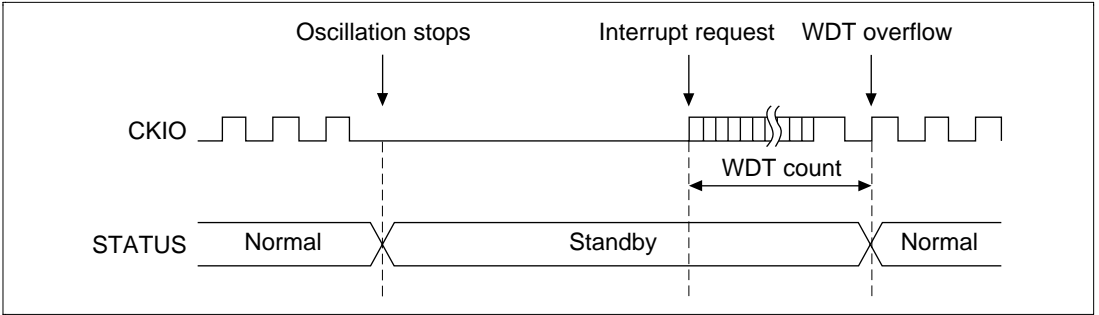 Oscillation stops Interrupt request WDT overflow
CKIO
WDT count
STATUS Normal Standby Normal